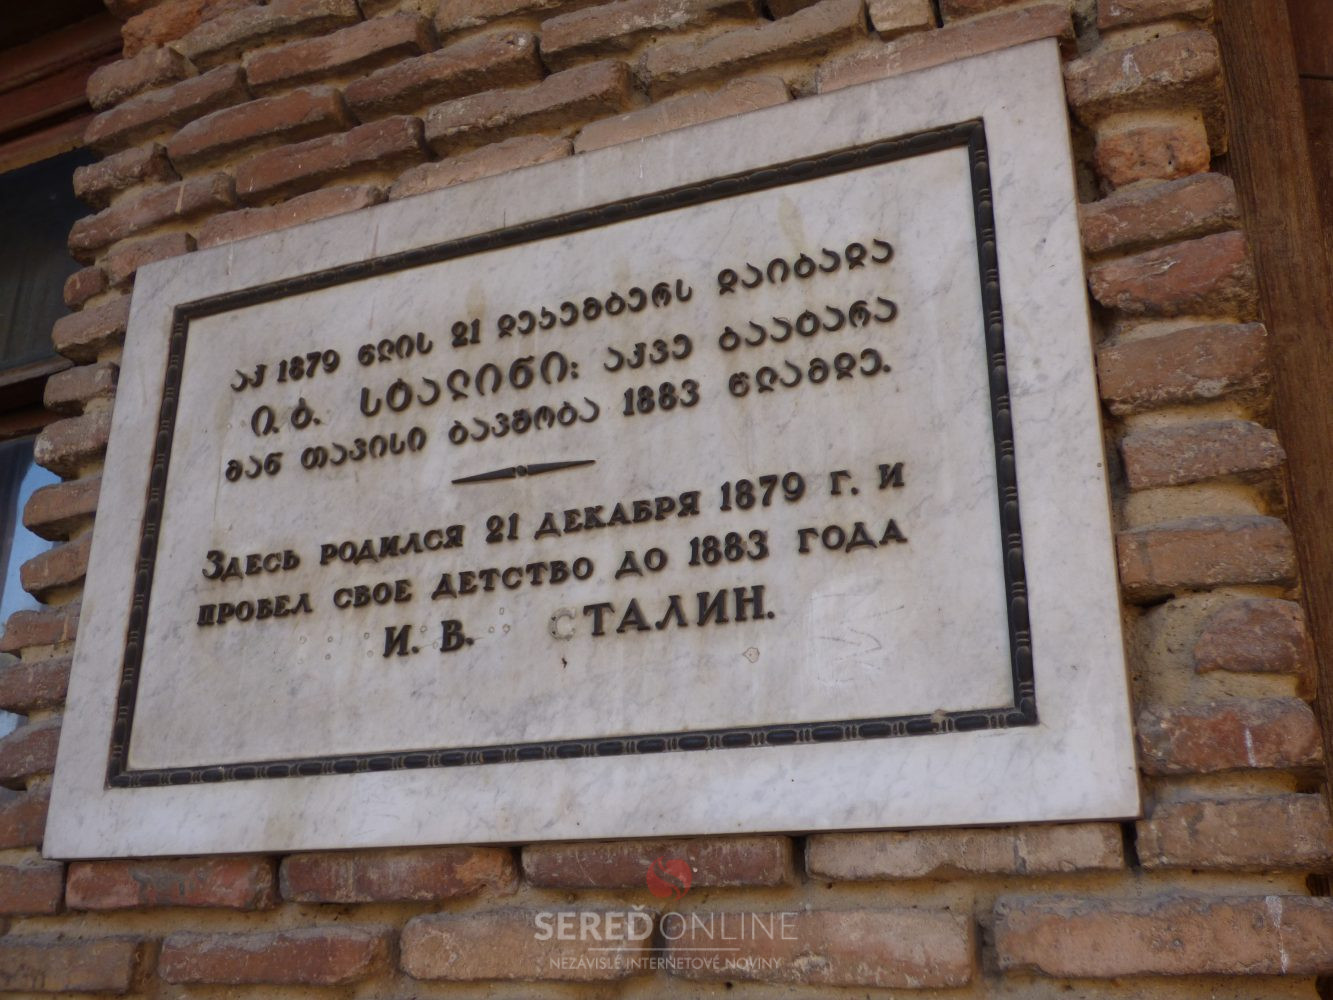 აქ 1879 წლის 21 დეკემბერს დაიბადა
ი. ბ. სტალინი: აქვე გაატარა
მან თავისი ბავშობა 1883 წლამდე.
Здесь родился 21 декабря 1879 г. и
провел свое детство до 1883 года
И. В. Сталин.
SEREĎONLINE
NEZÁVISLÉ INTERNETOVÉ NOVINY